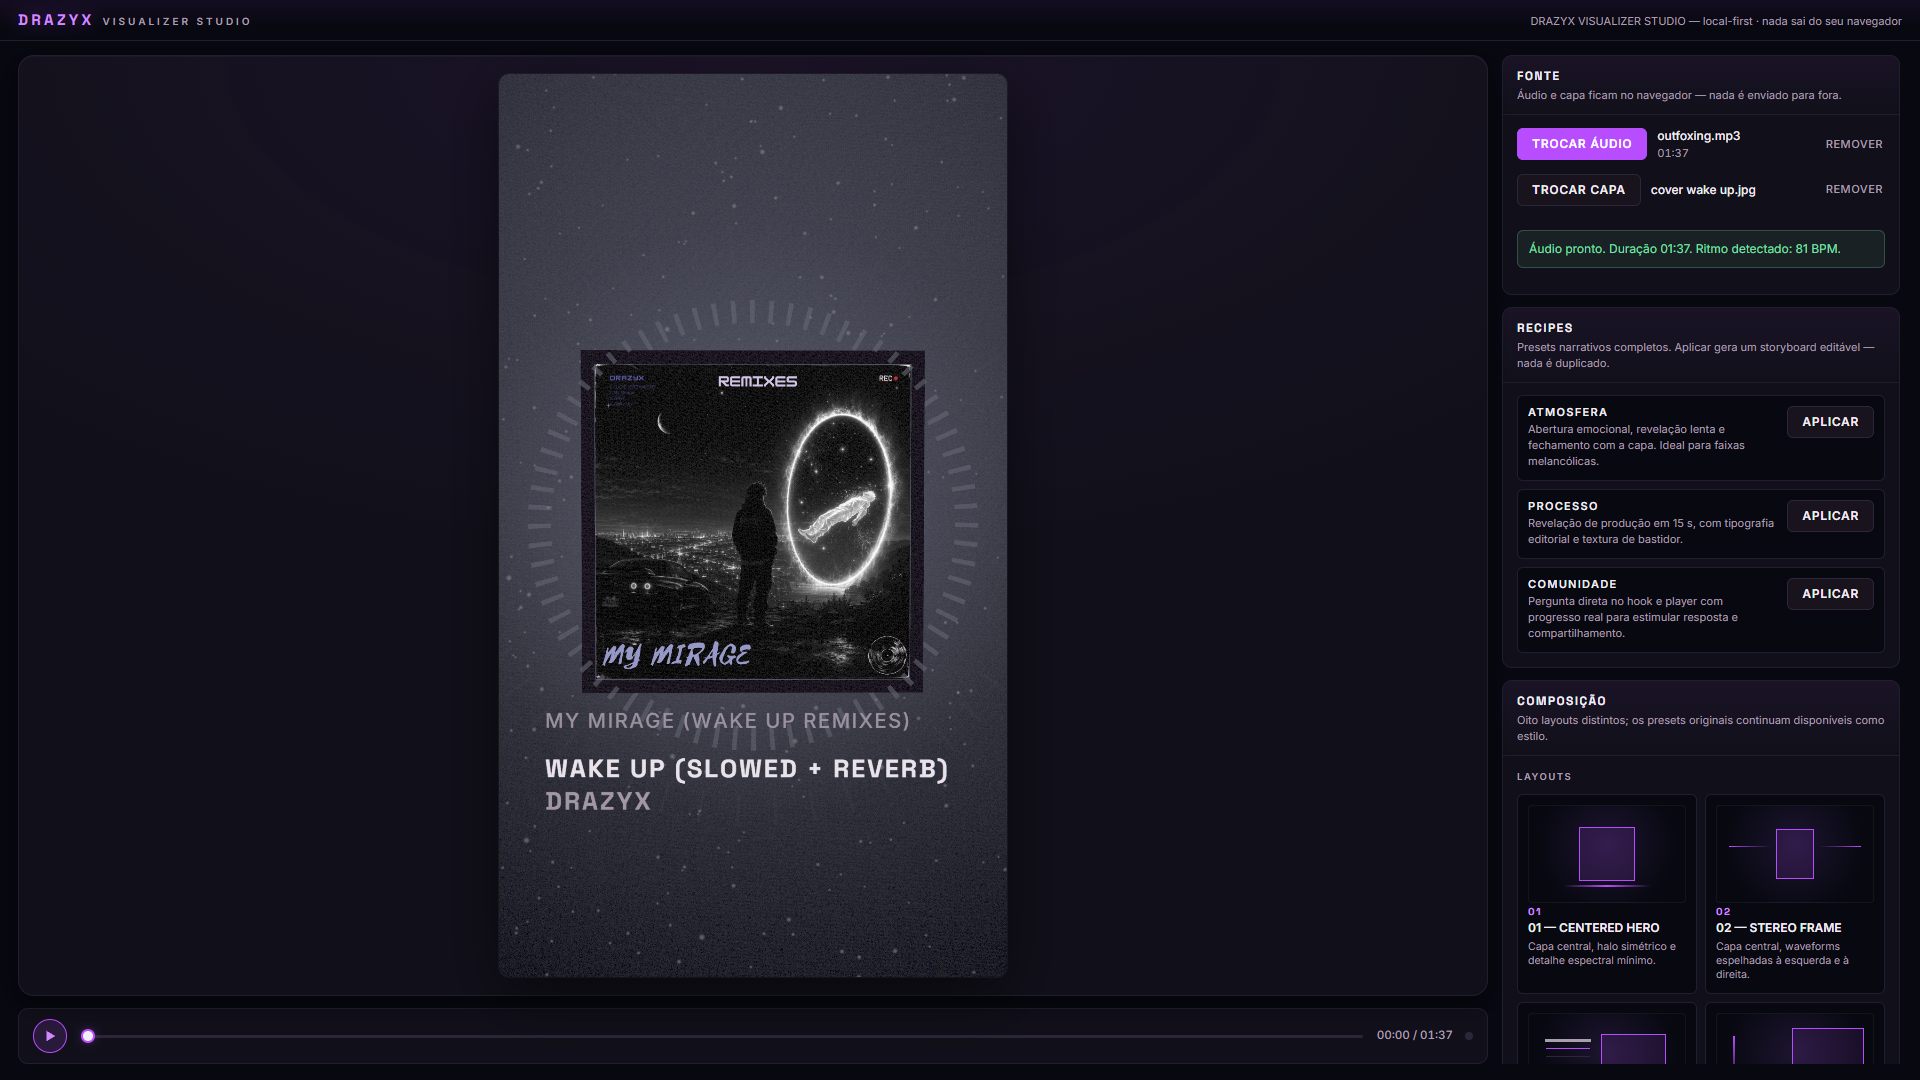 DRAZYX VISUALIZER STUDIO
DRAZYX VISUALIZER STUDIO — local-first · nada sai do seu navegador
DRAZYX
REMIXES
REC
MY MIRAGE
MY MIRAGE (WAKE UP REMIXES)
WAKE UP (SLOWED + REVERB)
DRAZYX
00:00 / 01:37
FONTE
Áudio e capa ficam no navegador — nada é enviado para fora.
TROCAR ÁUDIO
outfoxing.mp3
01:37
REMOVER
TROCAR CAPA
cover wake up.jpg
REMOVER
Áudio pronto. Duração 01:37. Ritmo detectado: 81 BPM.
RECIPES
Presets narrativos completos. Aplicar gera um storyboard editável —
nada é duplicado.
ATMOSFERA
Abertura emocional, revelação lenta e
fechamento com a capa. Ideal para faixas
melancólicas.
APLICAR
PROCESSO
Revelação de produção em 15 s, com tipografia
editorial e textura de bastidor.
APLICAR
COMUNIDADE
Pergunta direta no hook e player com
progresso real para estimular resposta e
compartilhamento.
APLICAR
COMPOSIÇÃO
Oito layouts distintos; os presets originais continuam disponíveis como
estilo.
LAYOUTS
01
01 — CENTERED HERO
Capa central, halo simétrico e
detalhe espectral mínimo.
02
02 — STEREO FRAME
Capa central, waveforms
espelhadas à esquerda e à
direita.